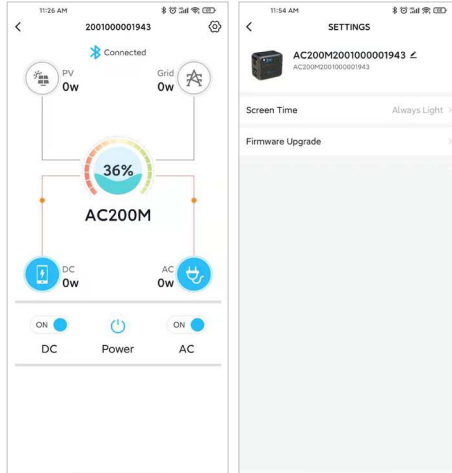 11:26 AM
2001000001943
Connected
PV
0w
Grid
0w
36%
AC200M
DC
0w
AC
0w
ON
ON
DC
Power
AC
11:54 AM
SETTINGS
AC200M2001000001943
AC200M2001000001943
Screen Time
Always Light
Firmware Upgrade